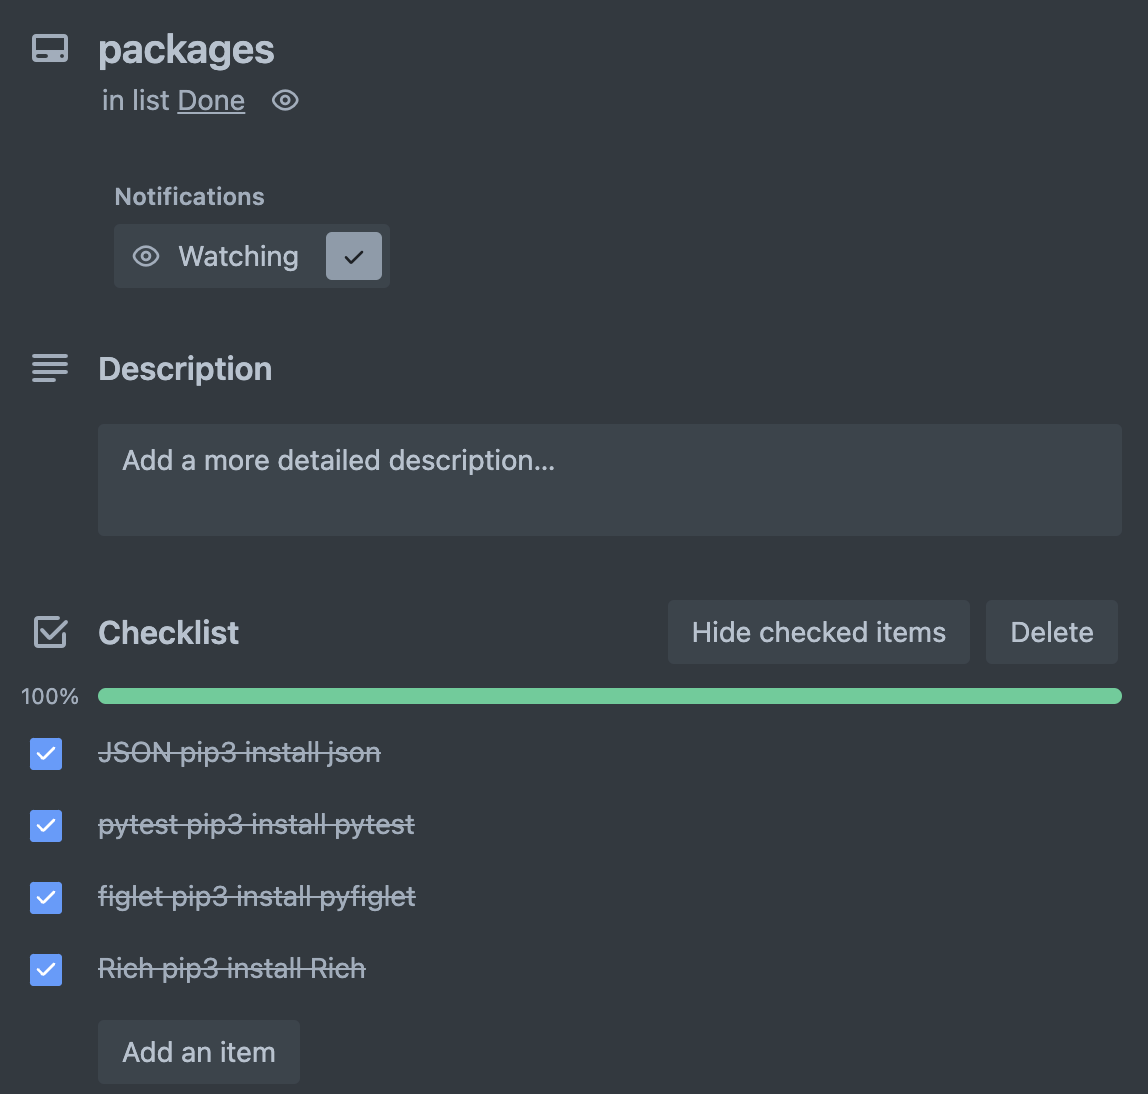 packages
in list Done
Notifications
Watching
Description
Add a more detailed description...
Checklist
Hide checked items
Delete
100%
JSON pip3 install json
pytest pip3 install pytest
figlet pip3 install pyfiglet
Rich pip3 install Rich
Add an item